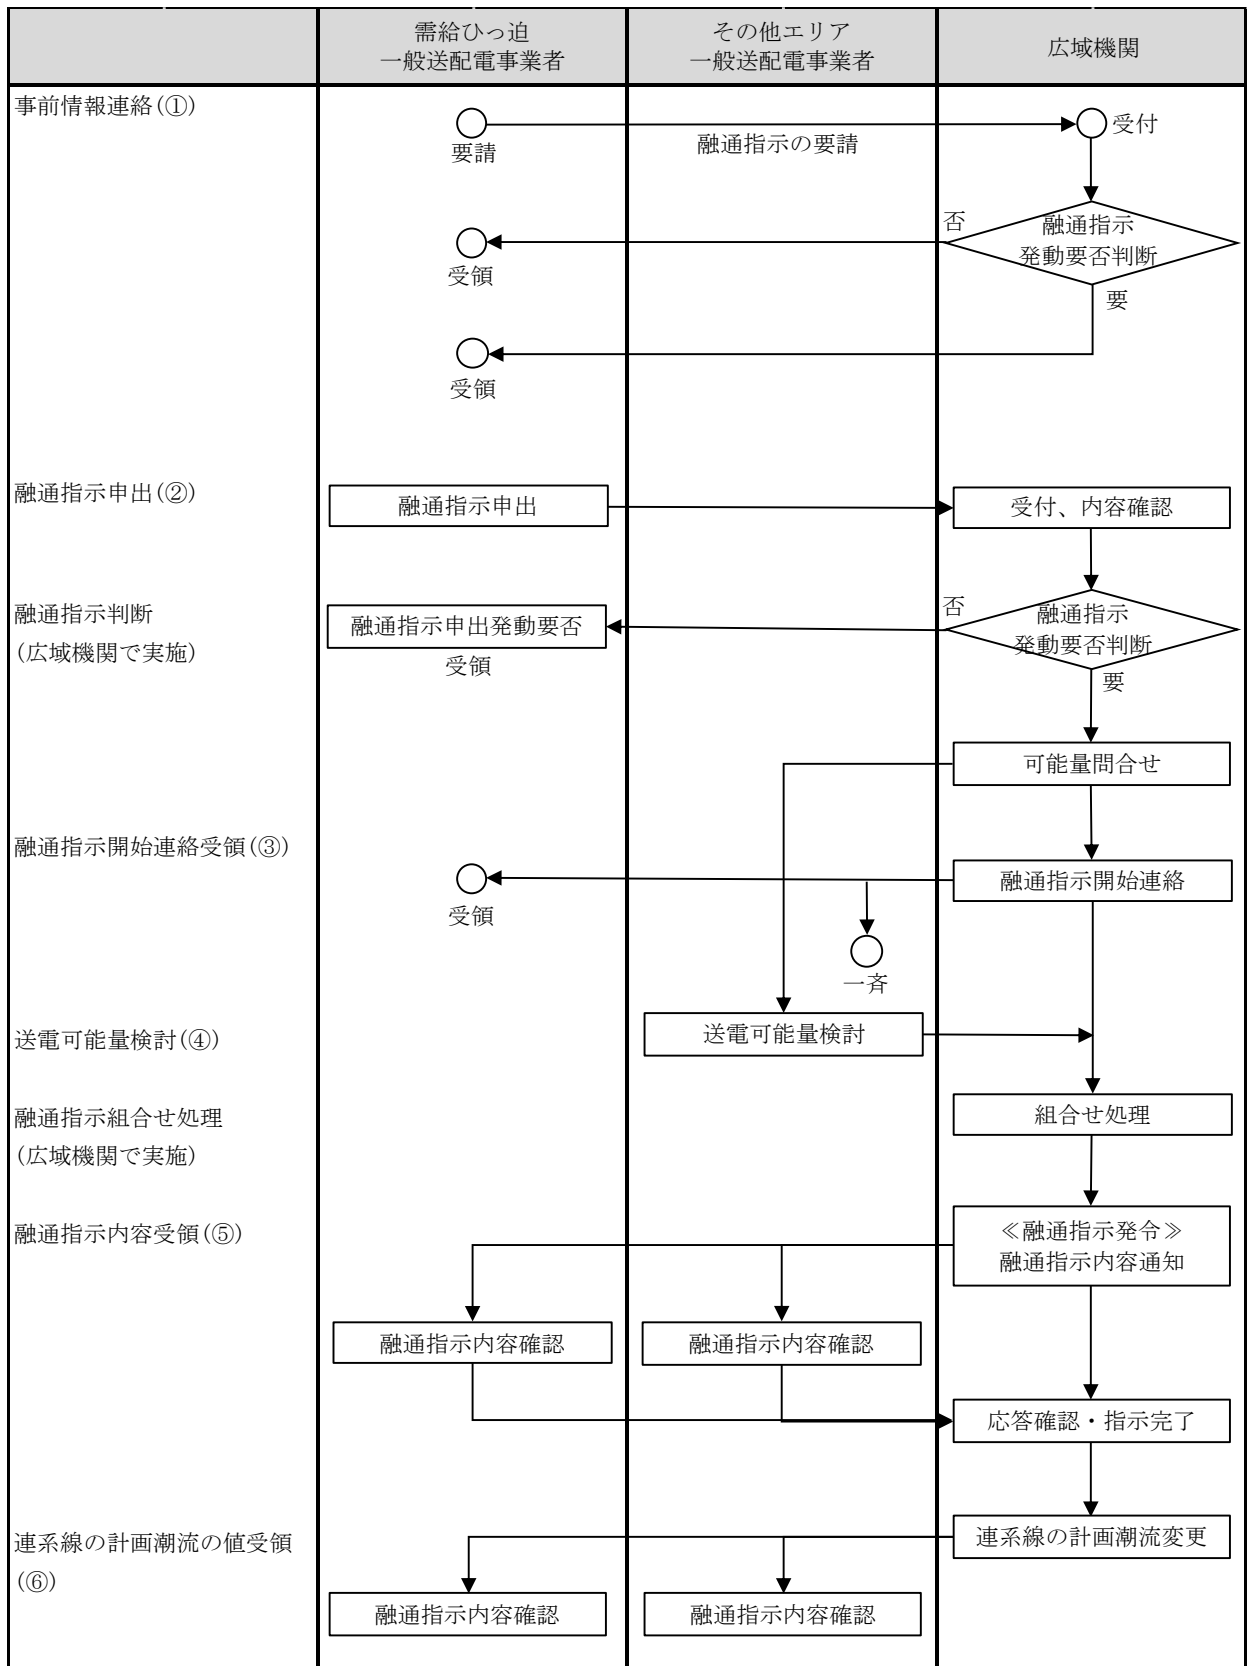 需給ひっ迫
一般送配電事業者
その他エリア
一般送配電事業者
広域機関
事前情報連絡(①)
要請
融通指示の要請
受付
否
融通指示
発動要否判断
受領
要
受領
融通指示申出(②)
融通指示申出
受付、内容確認
融通指示判断
(広域機関で実施)
融通指示申出発動要否
受領
否
融通指示
発動要否判断
要
可能量問合せ
融通指示開始連絡受領(③)
受領
融通指示開始連絡
一斉
送電可能量検討(④)
送電可能量検討
融通指示組合せ処理
(広域機関で実施)
組合せ処理
融通指示内容受領(⑤)
≪融通指示発令≫
融通指示内容通知
融通指示内容確認
融通指示内容確認
応答確認・指示完了
連系線の計画潮流の値受領
(⑥)
連系線の計画潮流変更
融通指示内容確認
融通指示内容確認